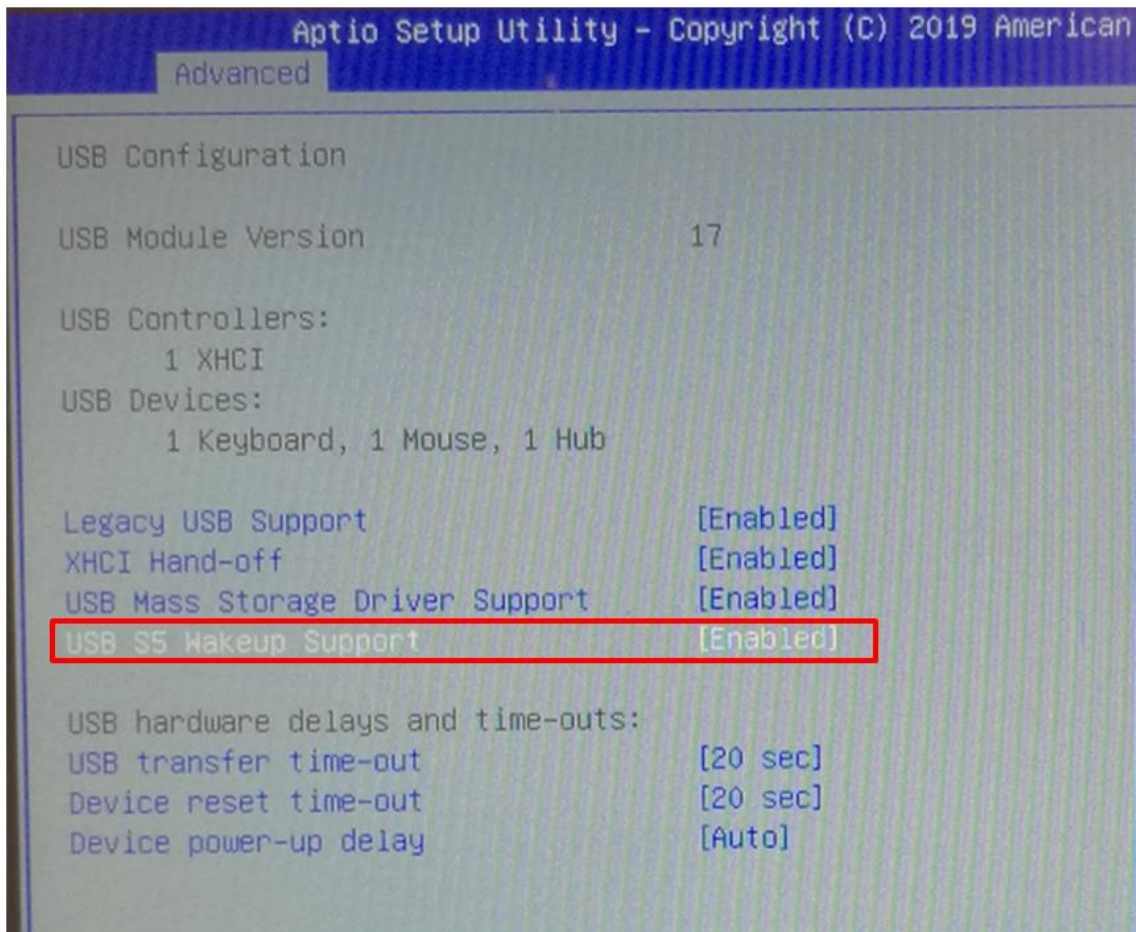 Aptio Setup Utility - Copyright (C) 2019 American
Advanced
USB Configuration
USB Module Version 17
USB Controllers:
1 XHCI
USB Devices:
1 Keyboard, 1 Mouse, 1 Hub
Legacy USB Support [Enabled]
XHCI Hand-off [Enabled]
USB Mass Storage Driver Support [Enabled]
USB S5 Wakeup Support [Enabled]
USB hardware delays and time-outs:
USB transfer time-out [20 sec]
Device reset time-out [20 sec]
Device power-up delay [Auto]